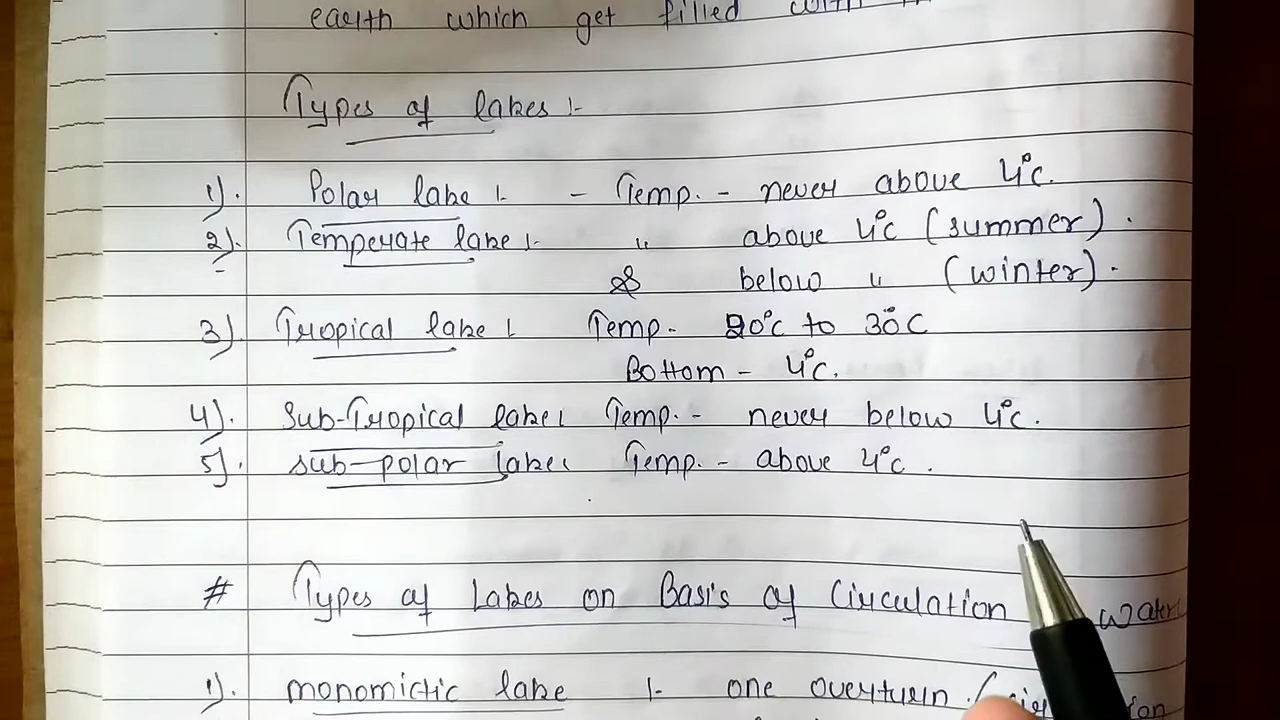 earth which get filled with
Types of lakes :-
1). Polar lake :- - Temp. - never above 4°C.
2). Temperate lake :- " above 4°C (summer).
& below " (winter).
3). Tropical lake : Temp. 20°C to 30°C
Bottom - 4°C.
4). Sub-Tropical lake : Temp. - never below 4°C.
5). sub-polar lake : Temp. - above 4°C.
# Types of Lakes on Basis of Circulation water
1). monomictic lake :- one overturn